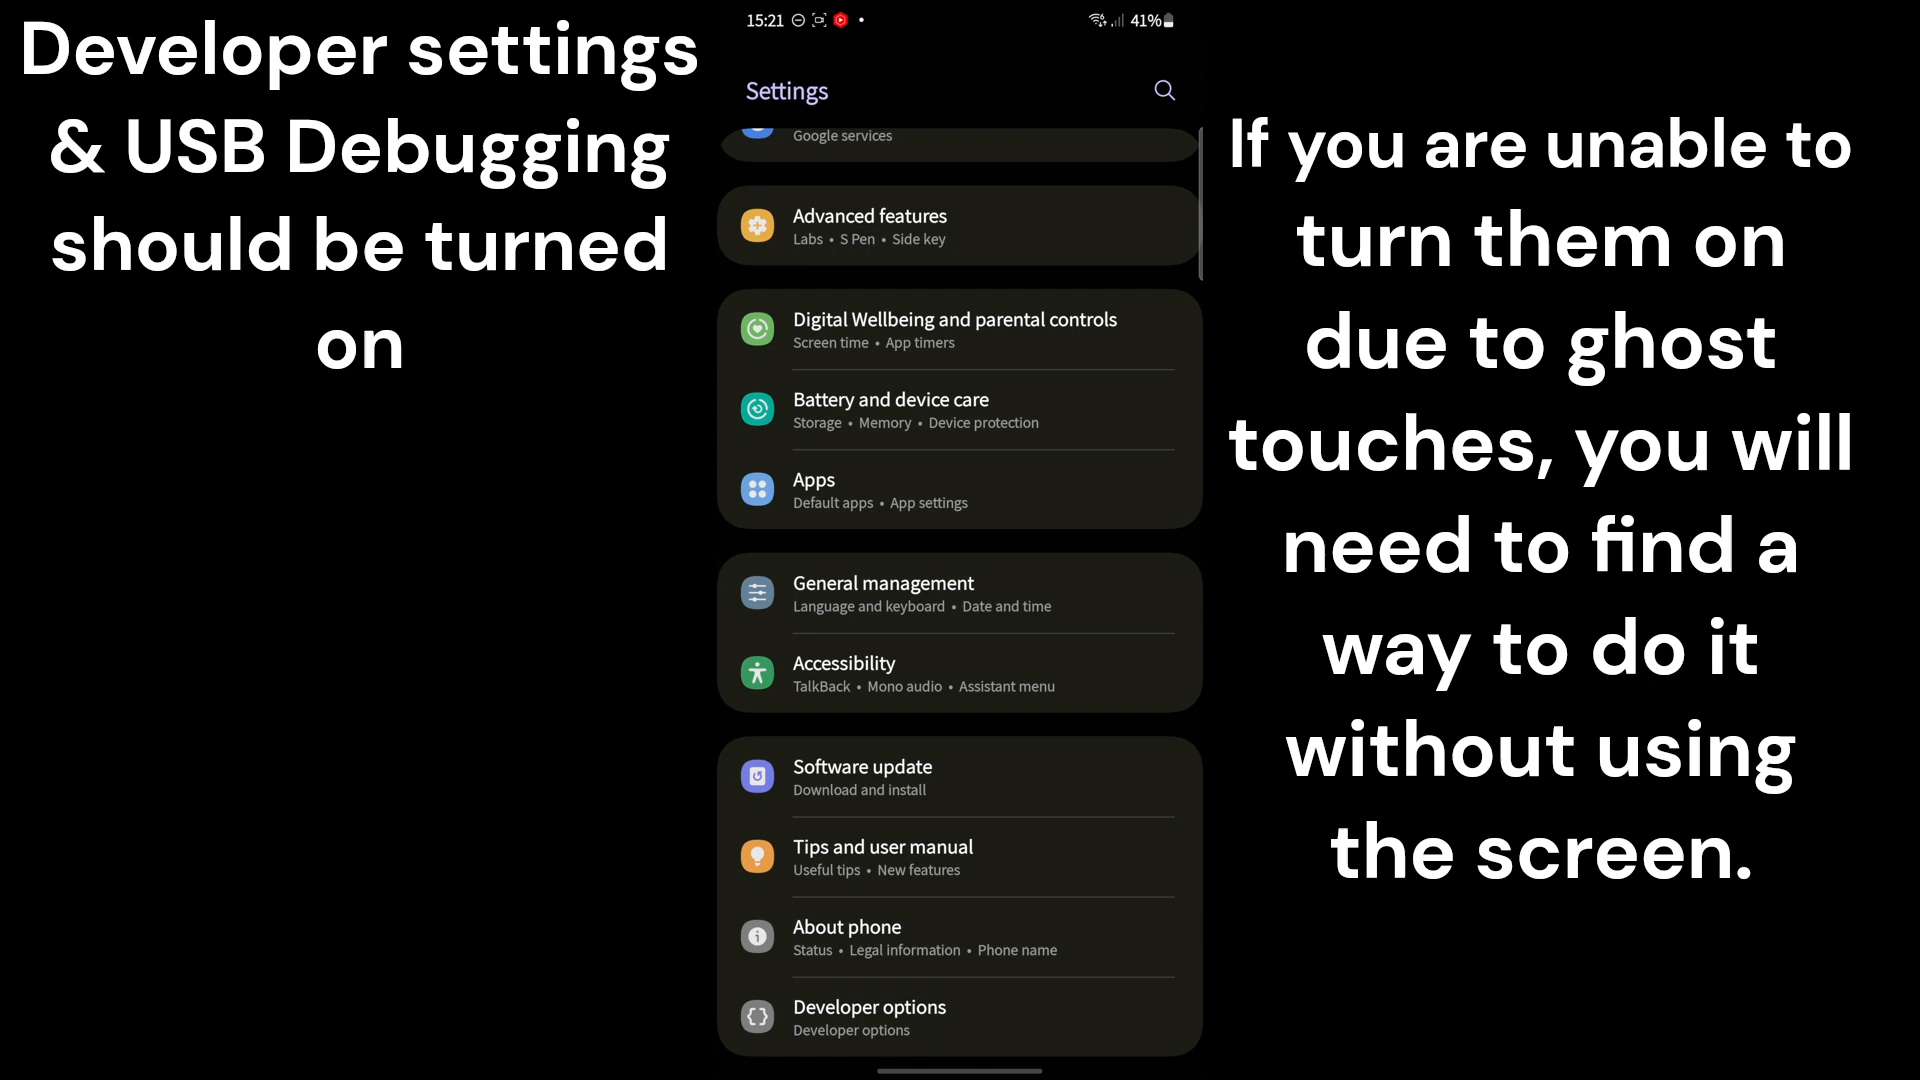 Developer settings
& USB Debugging
should be turned
on
15:21
41%
Settings
Google services
Advanced features
Labs • S Pen • Side key
Digital Wellbeing and parental controls
Screen time • App timers
Battery and device care
Storage • Memory • Device protection
Apps
Default apps • App settings
General management
Language and keyboard • Date and time
Accessibility
TalkBack • Mono audio • Assistant menu
Software update
Download and install
Tips and user manual
Useful tips • New features
About phone
Status • Legal information • Phone name
Developer options
Developer options
If you are unable to
turn them on
due to ghost
touches, you will
need to find a
way to do it
without using
the screen.